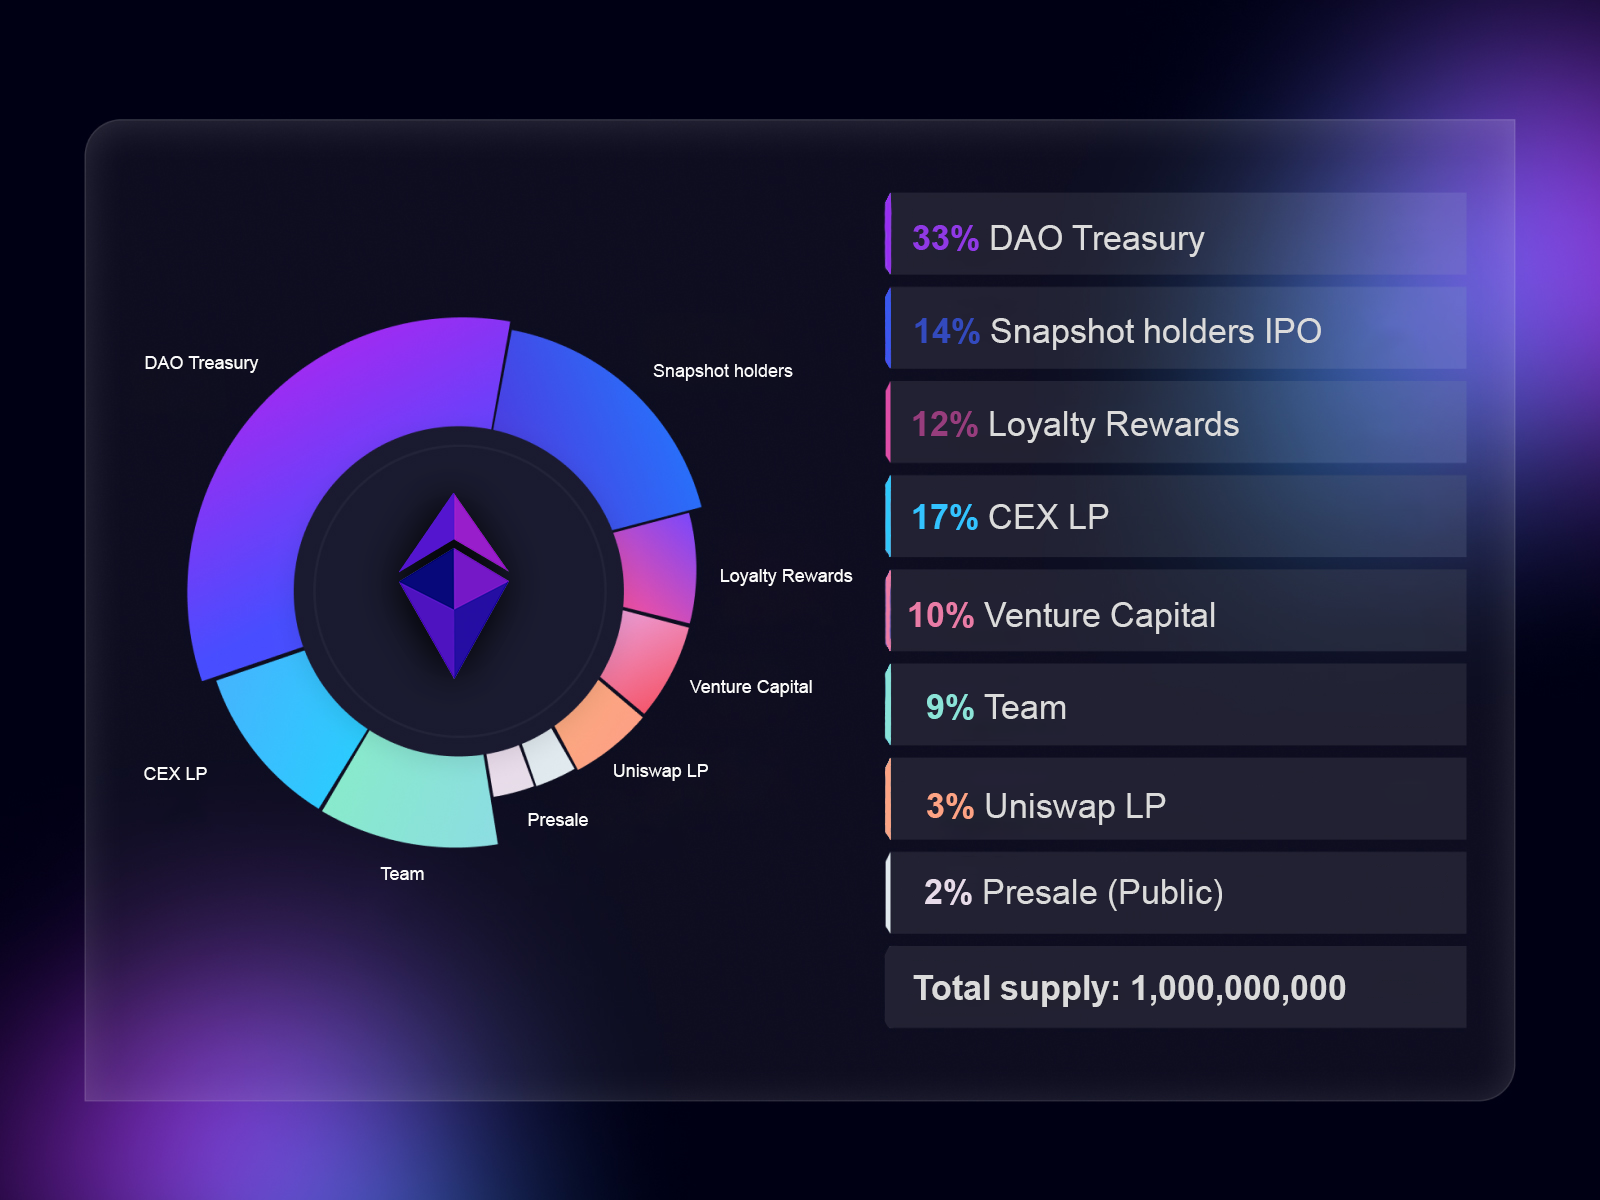 DAO Treasury
Snapshot holders
Loyalty Rewards
Venture Capital
Uniswap LP
Presale
Team
CEX LP
33% DAO Treasury
14% Snapshot holders IPO
12% Loyalty Rewards
17% CEX LP
10% Venture Capital
9% Team
3% Uniswap LP
2% Presale (Public)
Total supply: 1,000,000,000